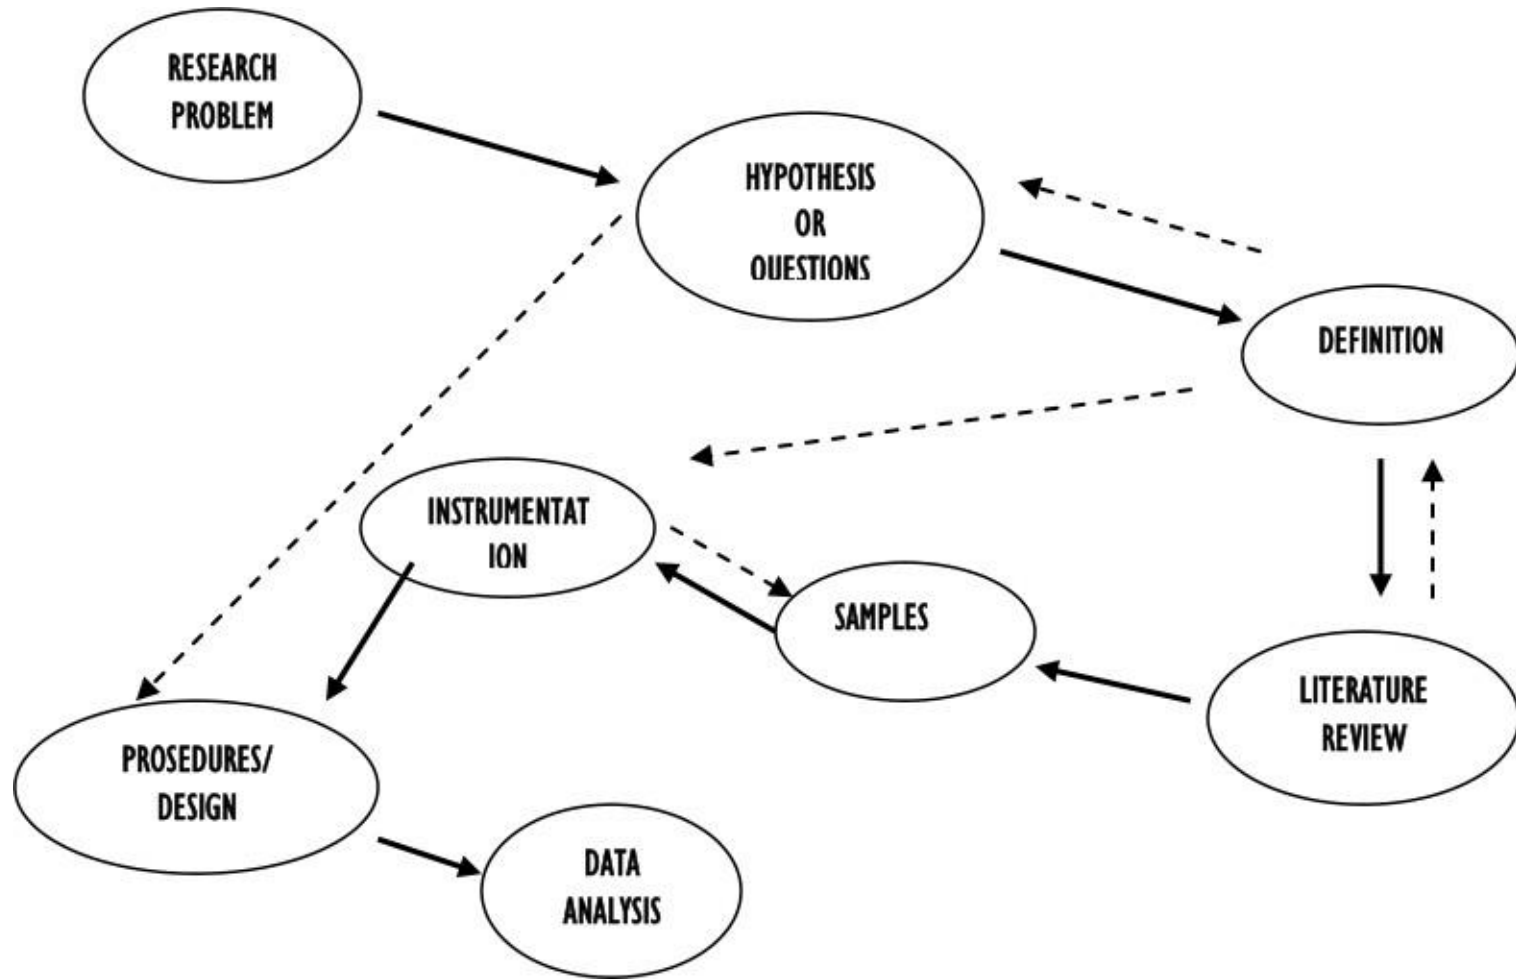 RESEARCH
PROBLEM
HYPOTHESIS
OR
QUESTIONS
DEFINITION
INSTRUMENTAT
ION
SAMPLES
LITERATURE
REVIEW
PROSEDURES/
DESIGN
DATA
ANALYSIS